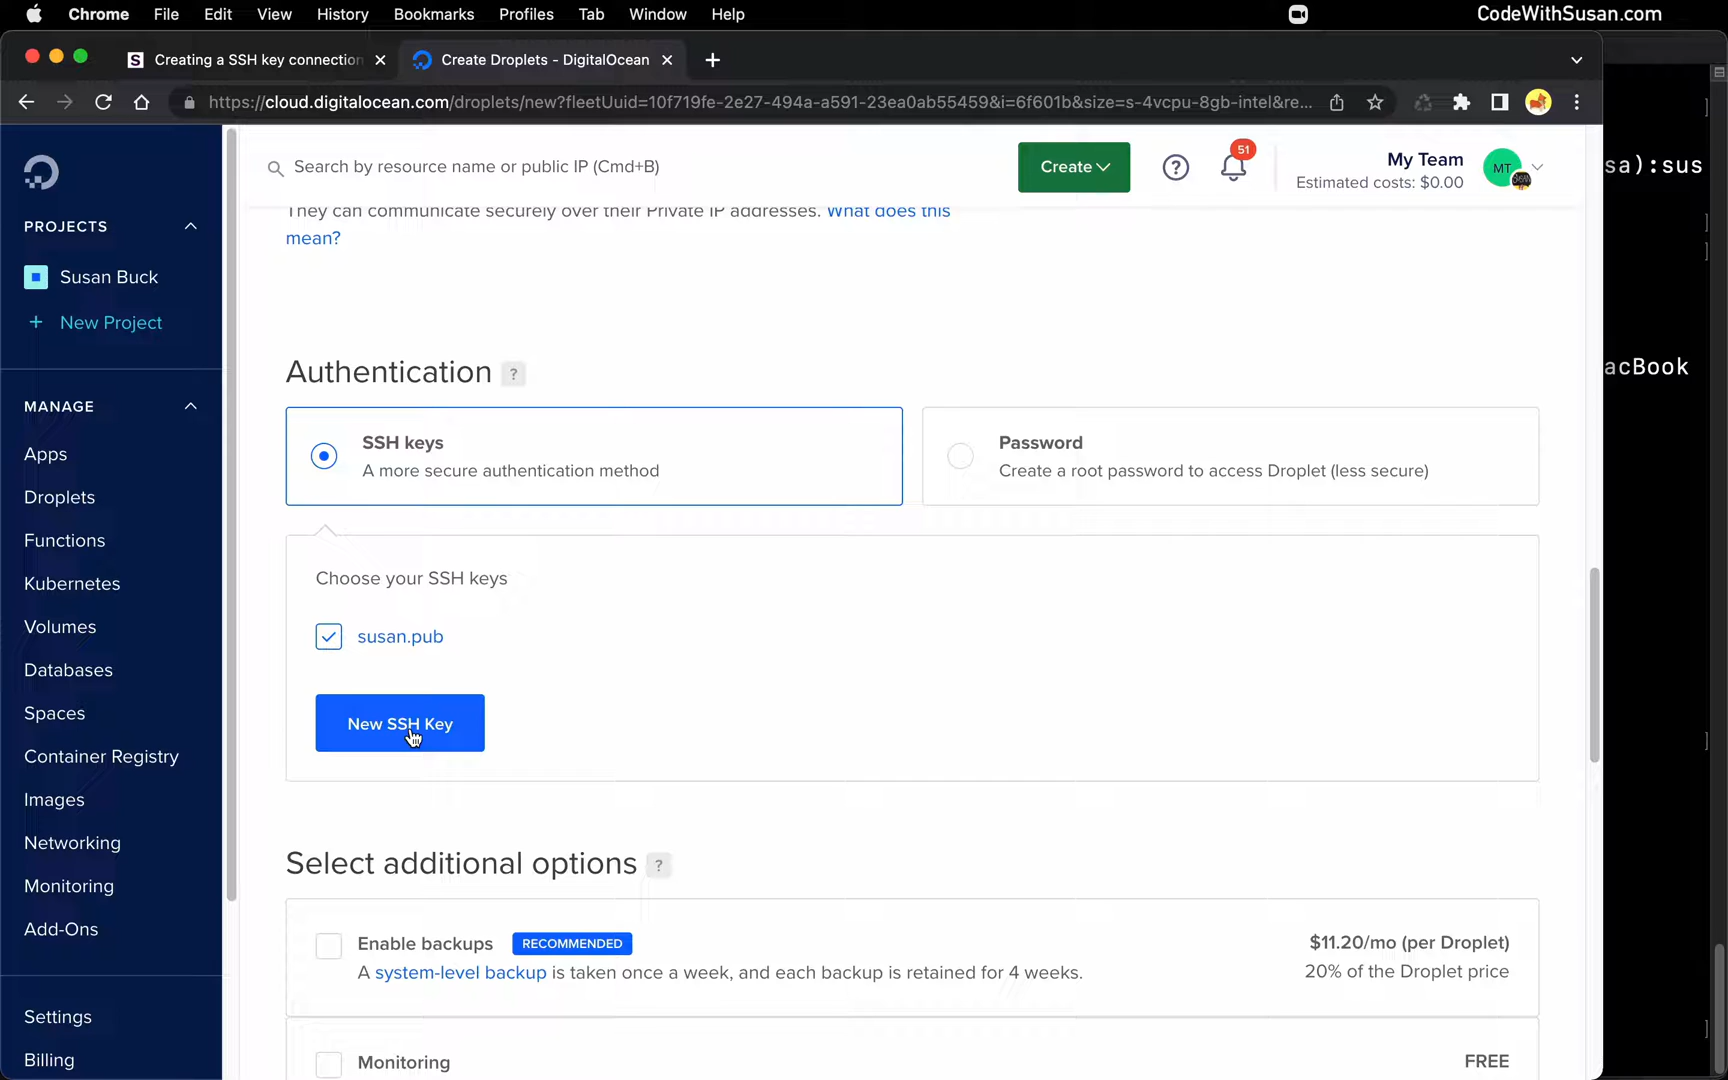 Chrome File Edit View History Bookmarks Profiles Tab Window Help
CodeWithSusan.com
Creating a SSH key connection
Create Droplets - DigitalOcean
https://cloud.digitalocean.com/droplets/new?fleetUuid=10f719fe-2e27-494a-a591-23ea0ab55459&i=6f601b&size=s-4vcpu-8gb-intel&re...
Search by resource name or public IP (Cmd+B)
Create
?
51
My Team
Estimated costs: $0.00
MT
sa):sus
acBook
PROJECTS
Susan Buck
+ New Project
MANAGE
Apps
Droplets
Functions
Kubernetes
Volumes
Databases
Spaces
Container Registry
Images
Networking
Monitoring
Add-Ons
Settings
Billing
They can communicate securely over their Private IP addresses. What does this
mean?
Authentication ?
SSH keys
A more secure authentication method
Password
Create a root password to access Droplet (less secure)
Choose your SSH keys
susan.pub
New SSH Key
Select additional options ?
Enable backups RECOMMENDED
A system-level backup is taken once a week, and each backup is retained for 4 weeks.
$11.20/mo (per Droplet)
20% of the Droplet price
Monitoring
FREE